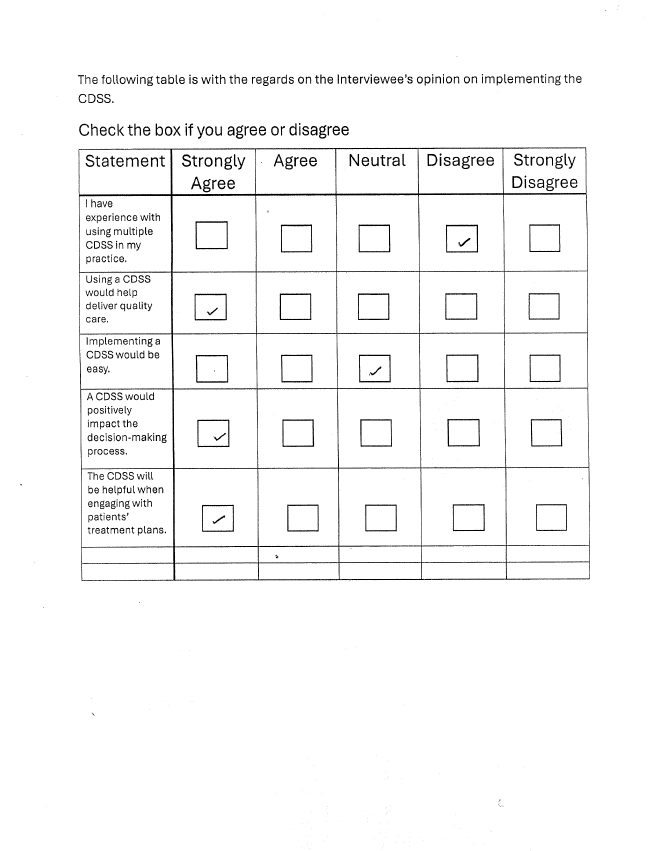 The following table is with the regards on the Interviewee's opinion on implementing the
CDSS.
Check the box if you agree or disagree
Statement Strongly Agree Agree Neutral Disagree Strongly Disagree
I have
experience with
using multiple
CDSS in my
practice.
✓
Using a CDSS
would help
deliver quality
care.
✓
Implementing a
CDSS would be
easy.
✓
A CDSS would
positively
impact the
decision-making
process.
✓
The CDSS will
be helpful when
engaging with
patients'
treatment plans.
✓